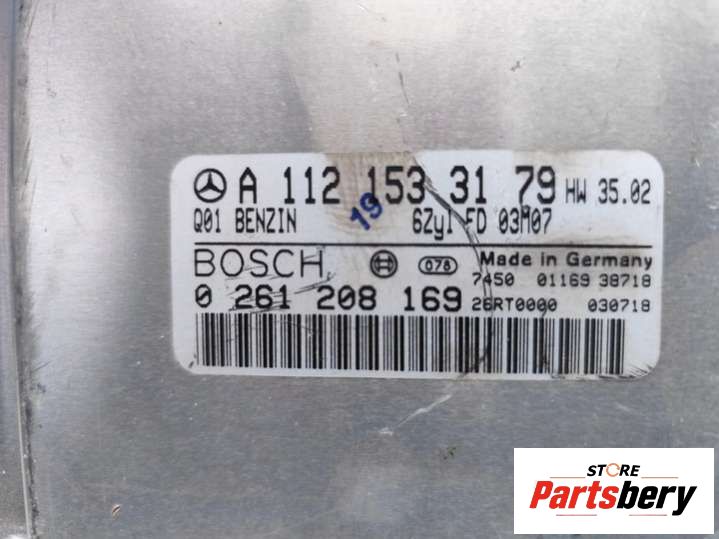 A 112 153 31 79 HW 35.02
Q01 BENZIN 6Zyl FD 03M07
19
BOSCH 078 Made in Germany
7450 01169 38718
0 261 208 169 26RT0000 030718
STORE
Partsbery